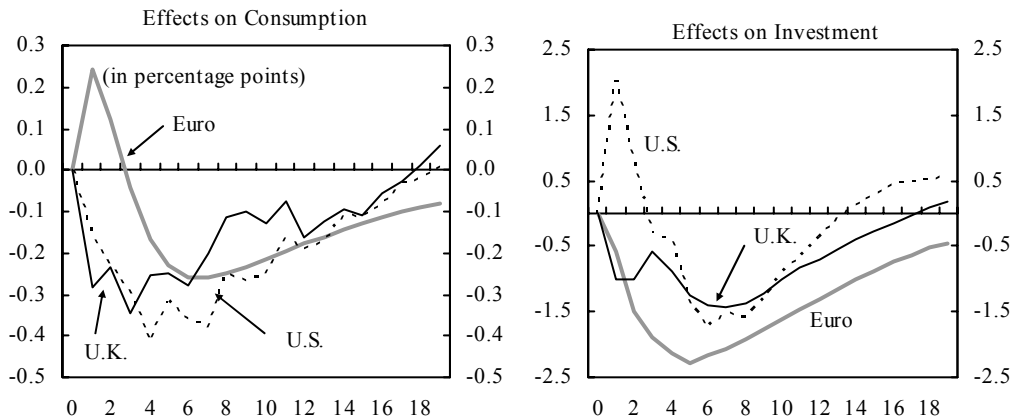 Effects on Consumption
0.3
0.2
0.1
0.0
-0.1
-0.2
-0.3
-0.4
-0.5
0.3
0.2
0.1
0.0
-0.1
-0.2
-0.3
-0.4
-0.5
(in percentage points)
Euro
U.K.
U.S.
0 2 4 6 8 10 12 14 16 18
Effects on Investment
2.5
1.5
0.5
-0.5
-1.5
-2.5
2.5
1.5
0.5
-0.5
-1.5
-2.5
U.S.
U.K.
Euro
0 2 4 6 8 10 12 14 16 18